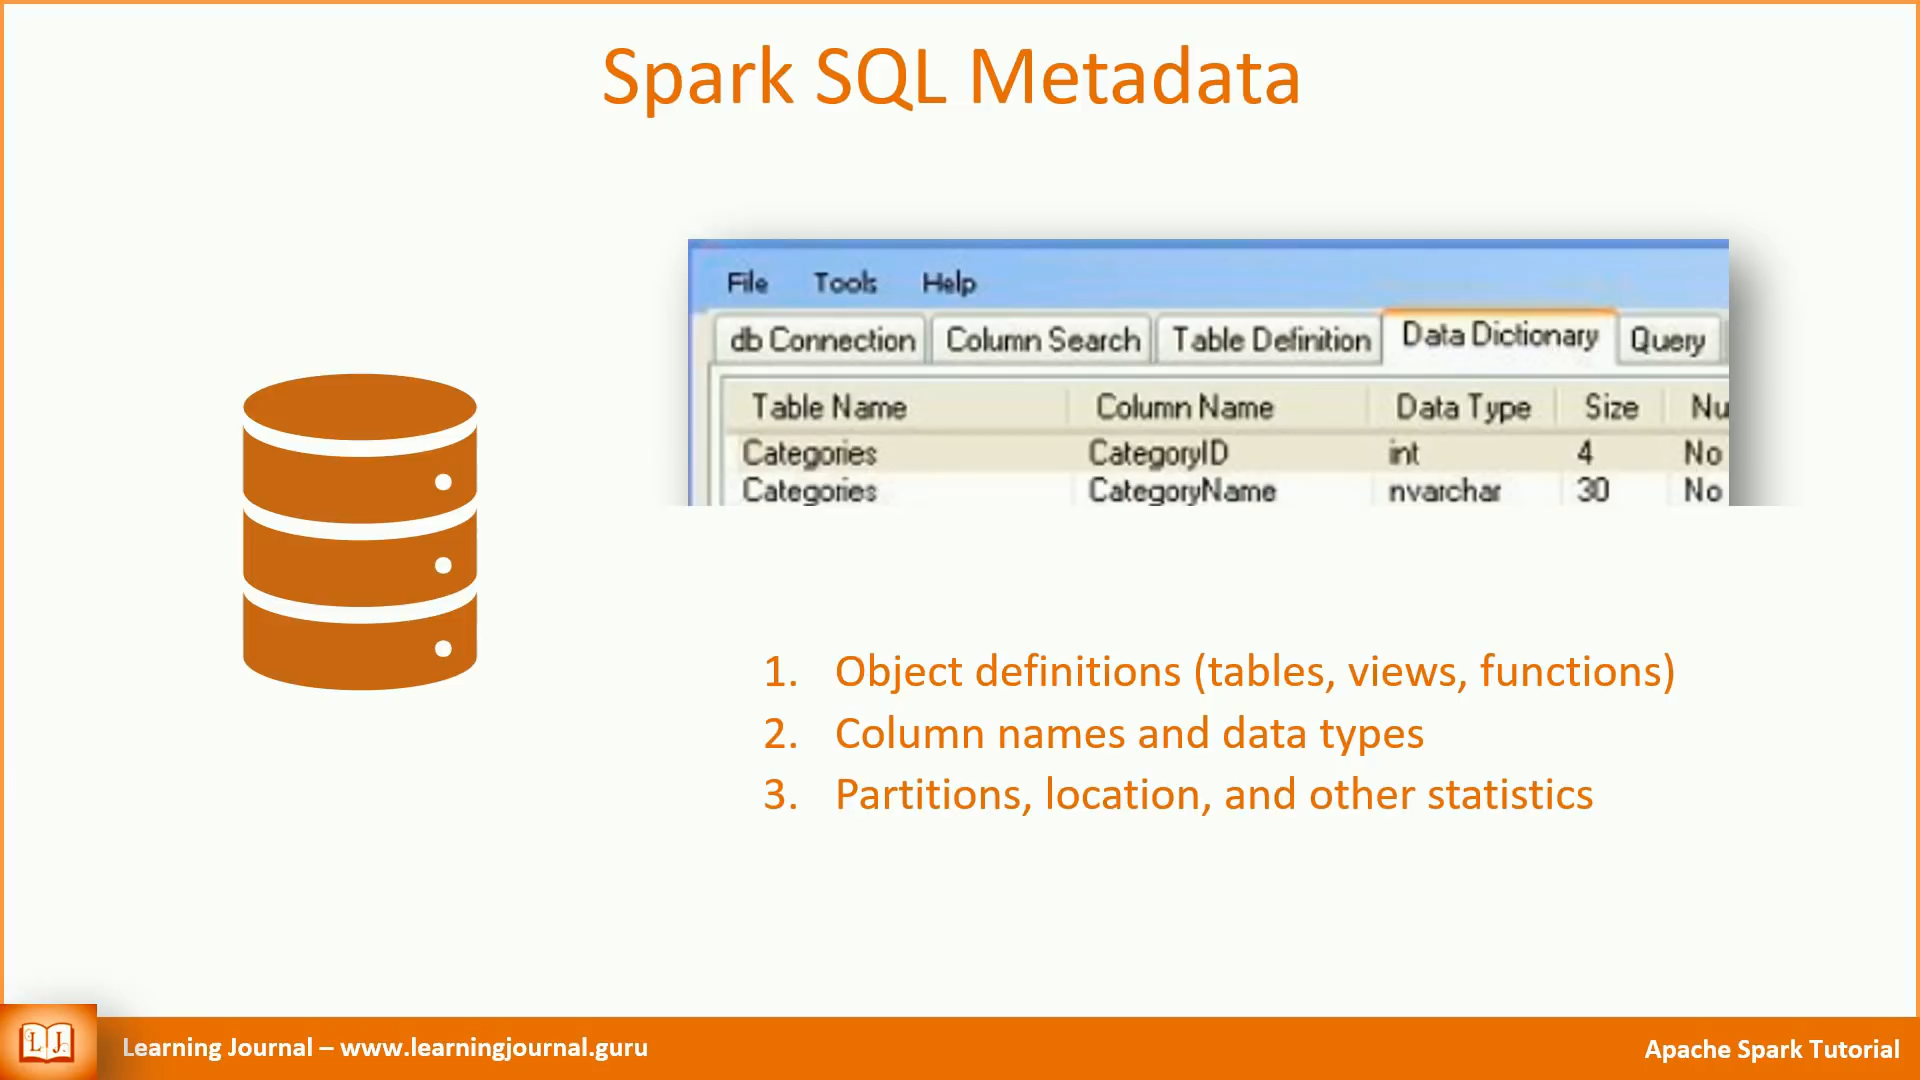 Spark SQL Metadata
File Tools Help
db Connection Column Search Table Definition Data Dictionary Query
Table Name Column Name Data Type Size Nu
Categories CategoryID int 4 No
Categories CategoryName nvarchar 30 No
1. Object definitions (tables, views, functions)
2. Column names and data types
3. Partitions, location, and other statistics
L J
Learning Journal – www.learningjournal.guru
Apache Spark Tutorial